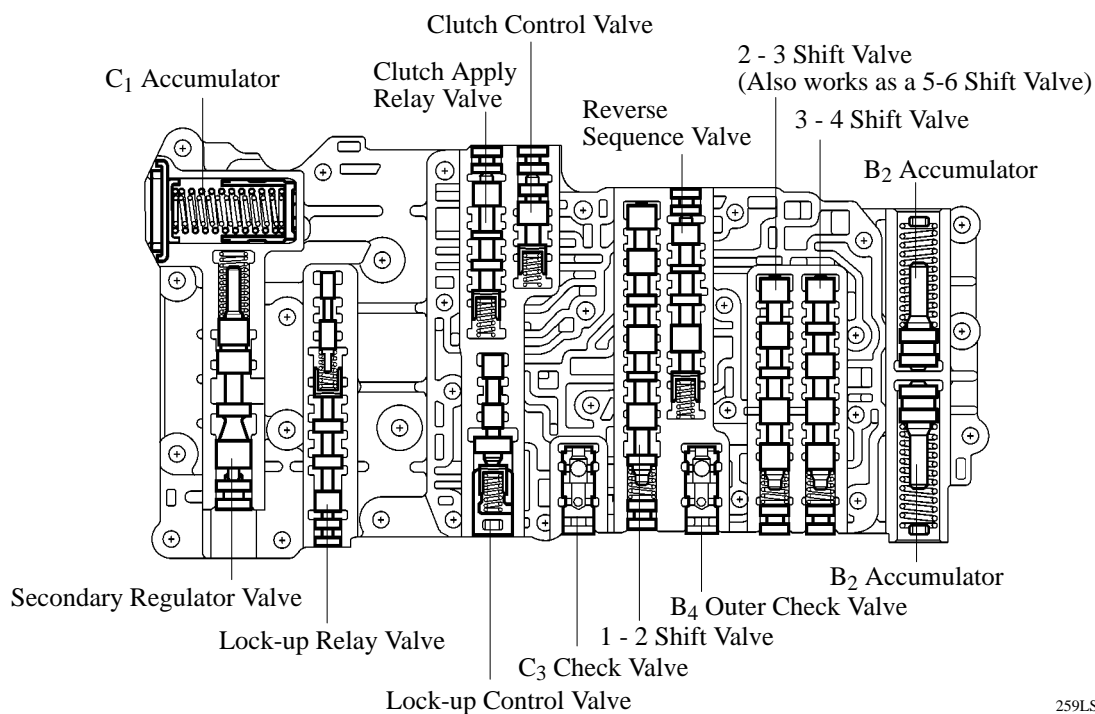 Clutch Control Valve
C₁ Accumulator
Clutch Apply
Relay Valve
Reverse
Sequence Valve
2 - 3 Shift Valve
(Also works as a 5-6 Shift Valve)
3 - 4 Shift Valve
B₂ Accumulator
Secondary Regulator Valve
Lock-up Relay Valve
Lock-up Control Valve
C₃ Check Valve
1 - 2 Shift Valve
B₄ Outer Check Valve
B₂ Accumulator